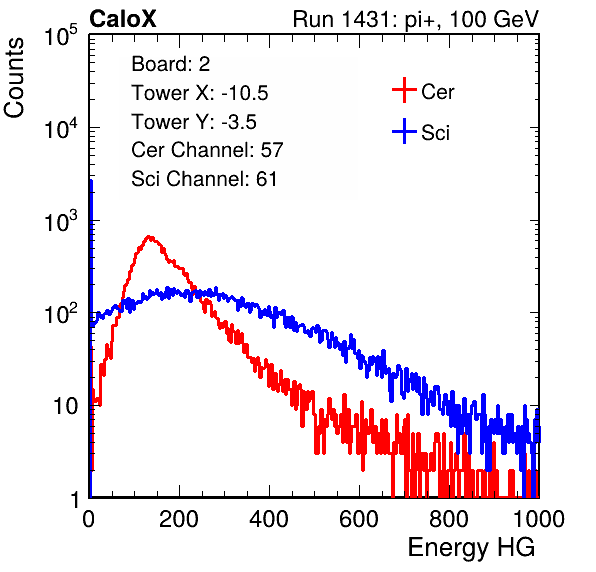 CaloX Run 1431: pi+, 100 GeV
Counts
Board: 2
Tower X: -10.5
Tower Y: -3.5
Cer Channel: 57
Sci Channel: 61
Cer
Sci
10^5
10^4
10^3
10^2
10
1
0 200 400 600 800 1000
Energy HG